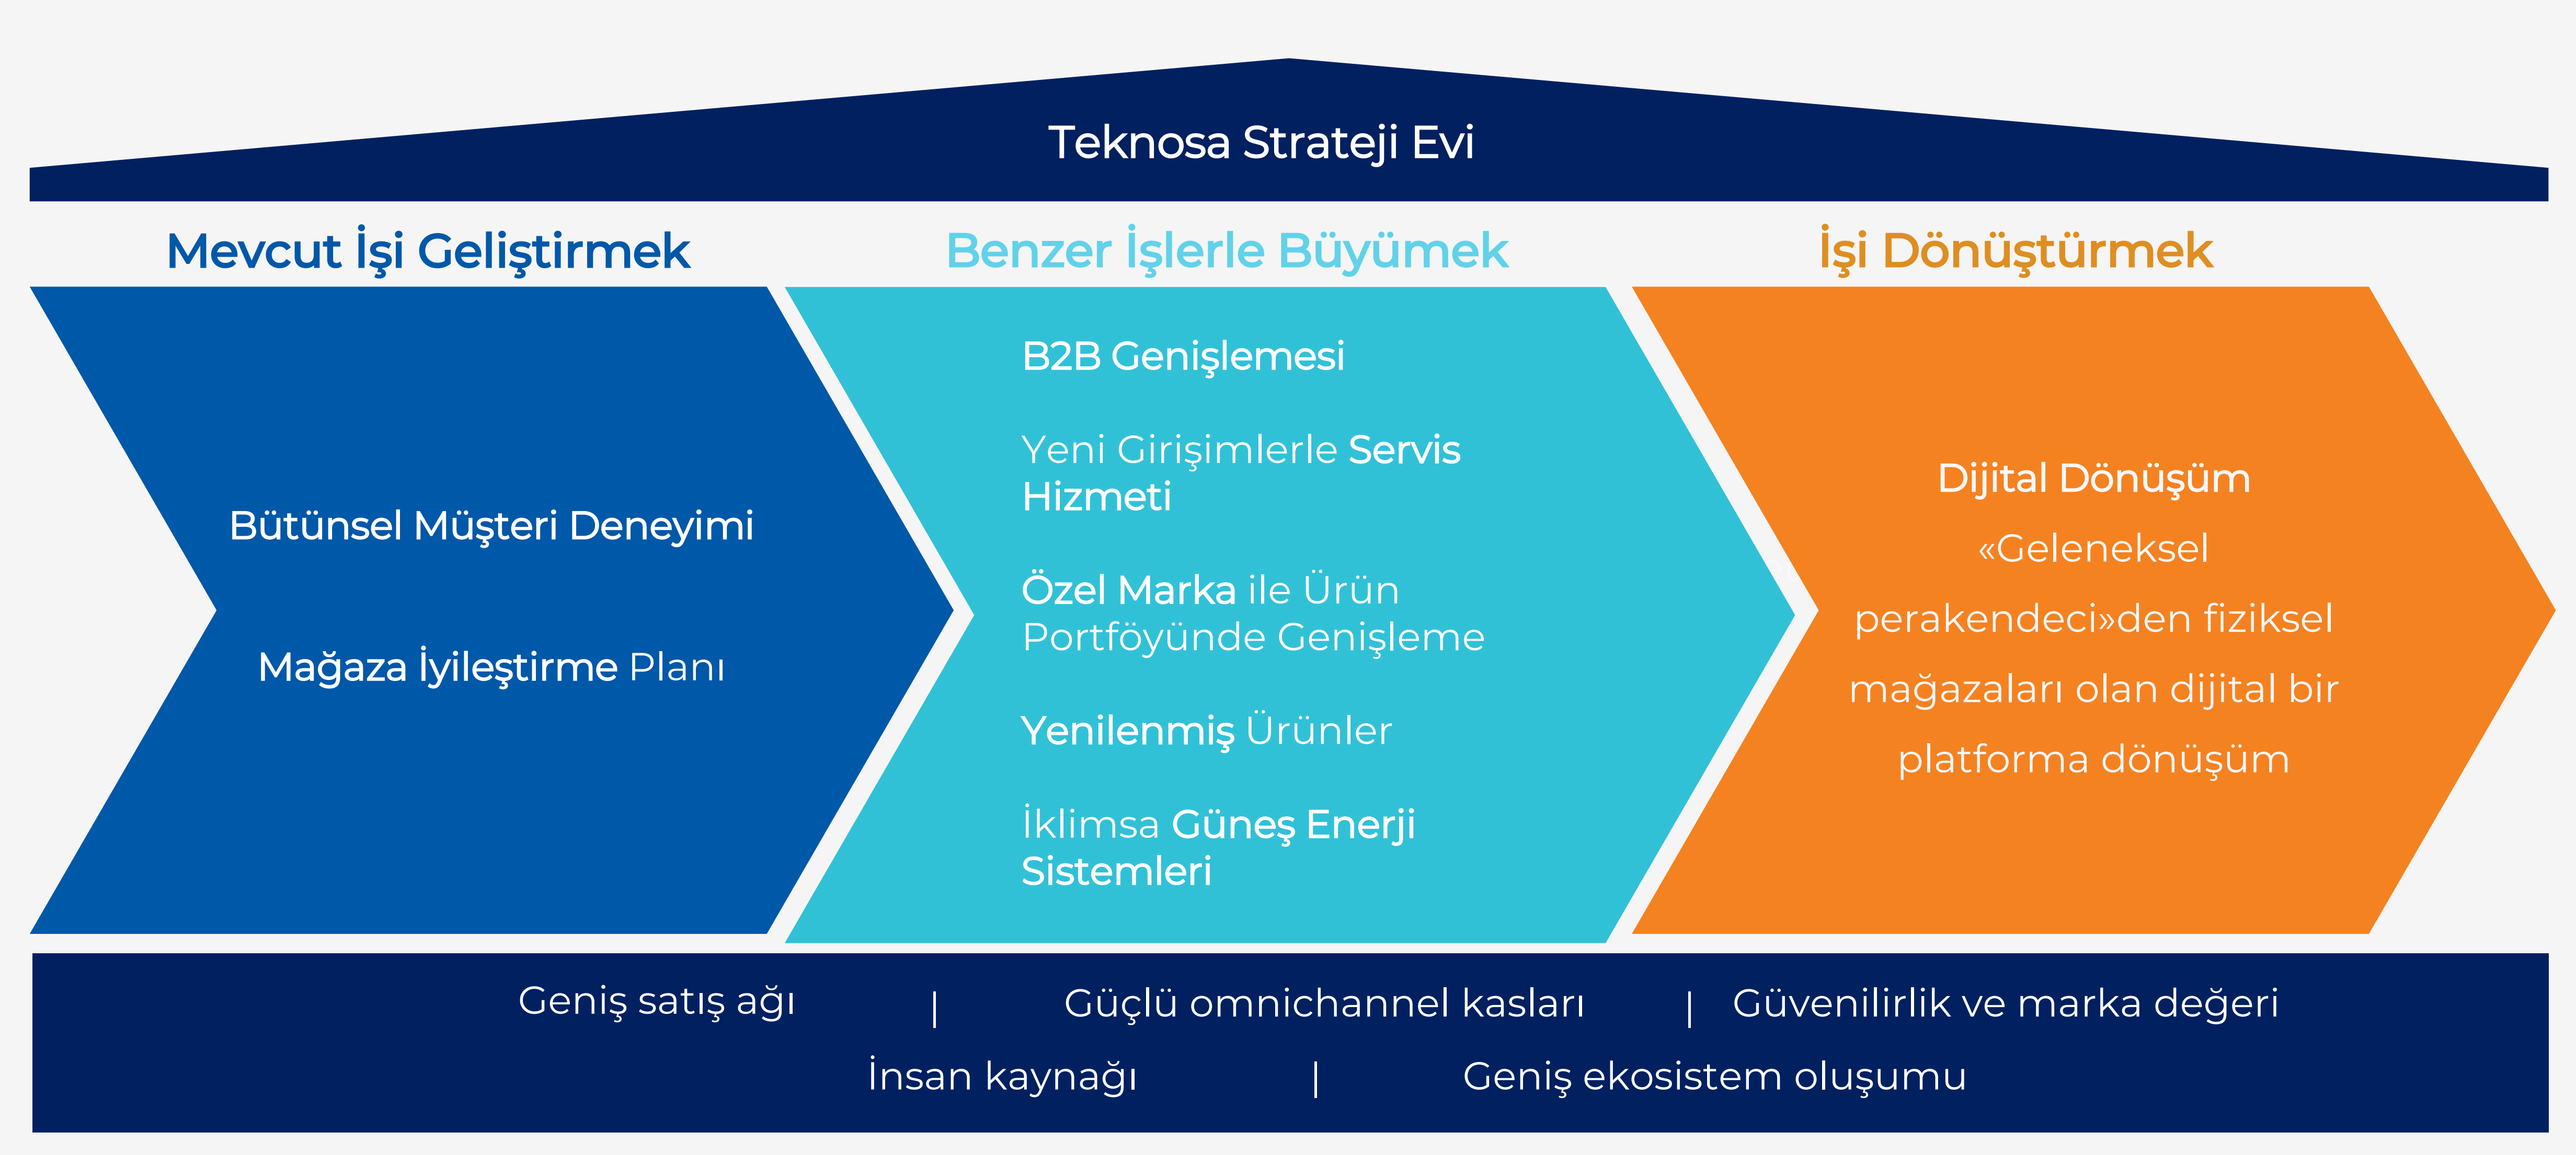 Teknosa Strateji Evi
Mevcut İşi Geliştirmek
Bütünsel Müşteri Deneyimi
Mağaza İyileştirme Planı
Benzer İşlerle Büyümek
B2B Genişlemesi
Yeni Girişimlerle Servis
Hizmeti
Özel Marka ile Ürün
Portföyünde Genişleme
Yenilenmiş Ürünler
İklimsa Güneş Enerji
Sistemleri
İşi Dönüştürmek
Dijital Dönüşüm
«Geleneksel
perakendeci»den fiziksel
mağazaları olan dijital bir
platforma dönüşüm
Geniş satış ağı | Güçlü omnichannel kasları | Güvenilirlik ve marka değeri
İnsan kaynağı | Geniş ekosistem oluşumu